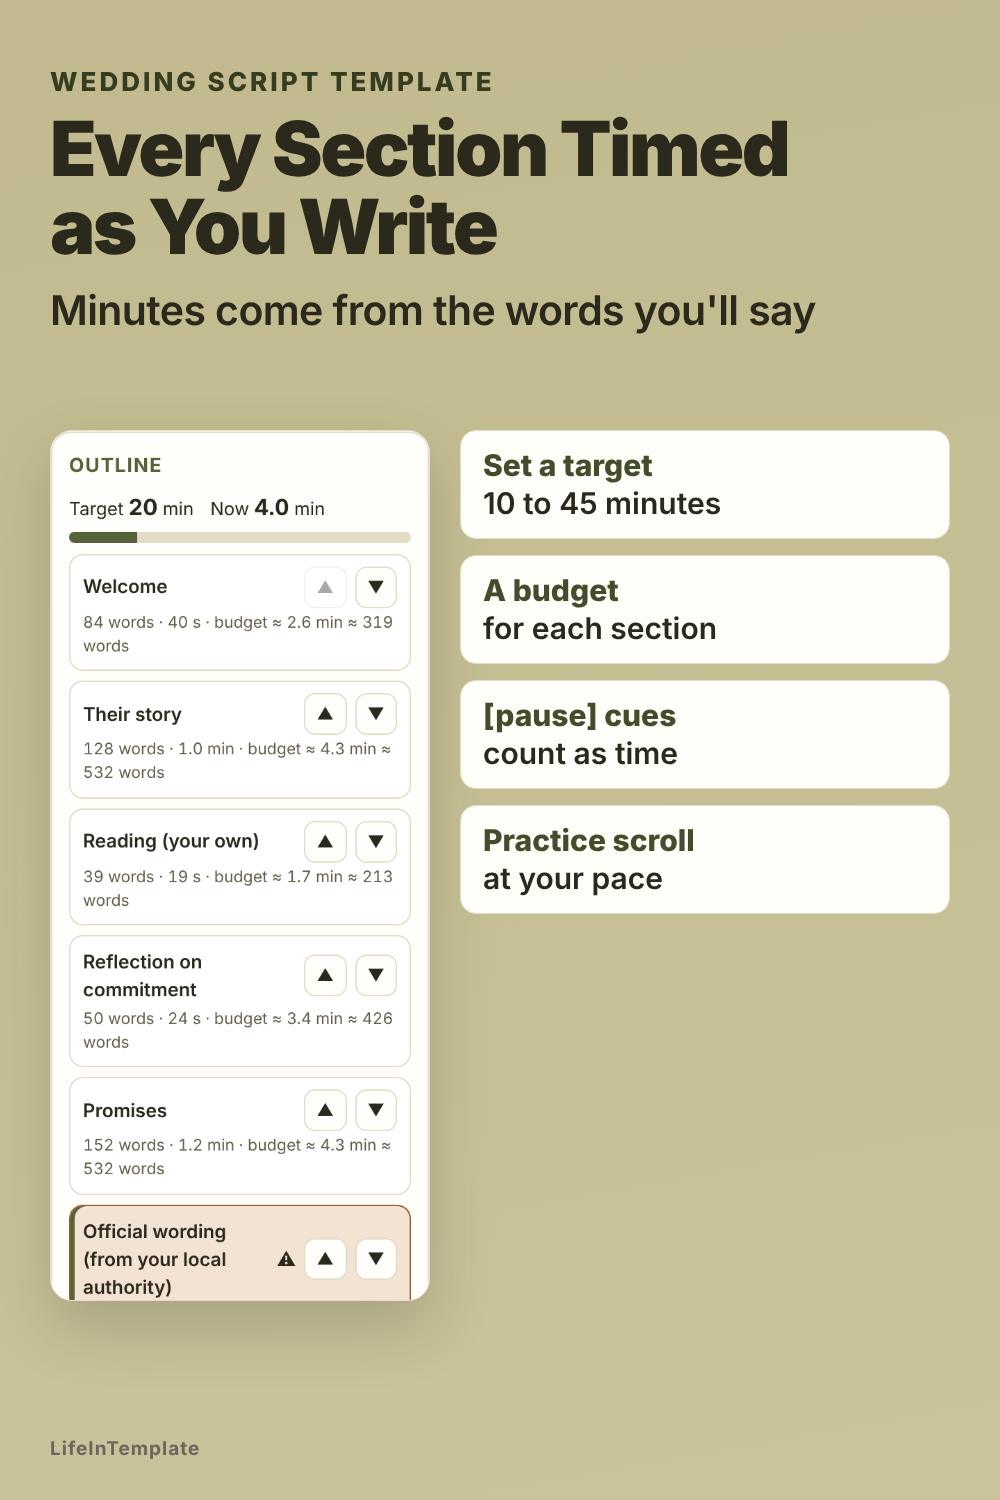 WEDDING SCRIPT TEMPLATE
Every Section Timed
as You Write
Minutes come from the words you'll say
OUTLINE
Target 20 min Now 4.0 min
Welcome
84 words · 40 s · budget ≈ 2.6 min ≈ 319
words
Their story
128 words · 1.0 min · budget ≈ 4.3 min ≈
532 words
Reading (your own)
39 words · 19 s · budget ≈ 1.7 min ≈ 213
words
Reflection on
commitment
50 words · 24 s · budget ≈ 3.4 min ≈ 426
words
Promises
152 words · 1.2 min · budget ≈ 4.3 min ≈
532 words
Official wording
(from your local
authority)
Set a target
10 to 45 minutes
A budget
for each section
[pause] cues
count as time
Practice scroll
at your pace
LifeInTemplate